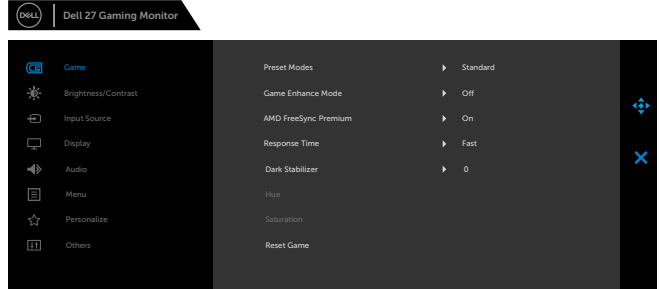 DELL
Dell 27 Gaming Monitor
Game
Preset Modes
Standard
Brightness/Contrast
Game Enhance Mode
Off
Input Source
AMD FreeSync Premium
On
Display
Response Time
Fast
Audio
Dark Stabilizer
0
Menu
Hue
Personalize
Saturation
Others
Reset Game